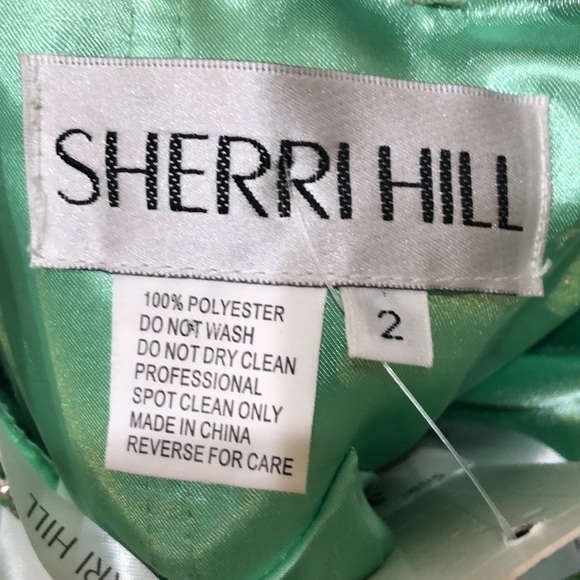 SHERRI HILL
2
100% POLYESTER
DO NOT WASH
DO NOT DRY CLEAN
PROFESSIONAL
SPOT CLEAN ONLY
MADE IN CHINA
REVERSE FOR CARE
RRI HILL